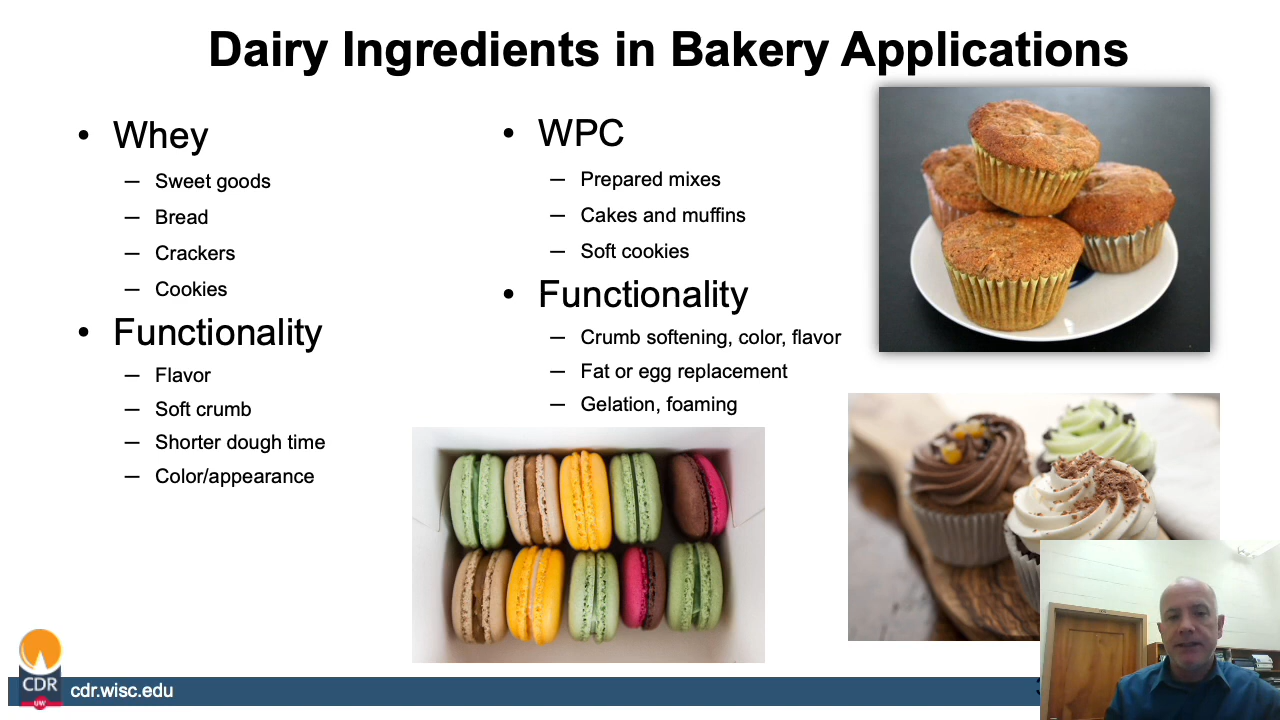 Dairy Ingredients in Bakery Applications
• Whey
– Sweet goods
– Bread
– Crackers
– Cookies
• Functionality
– Flavor
– Soft crumb
– Shorter dough time
– Color/appearance
• WPC
– Prepared mixes
– Cakes and muffins
– Soft cookies
• Functionality
– Crumb softening, color, flavor
– Fat or egg replacement
– Gelation, foaming
CDR
UW
cdr.wisc.edu